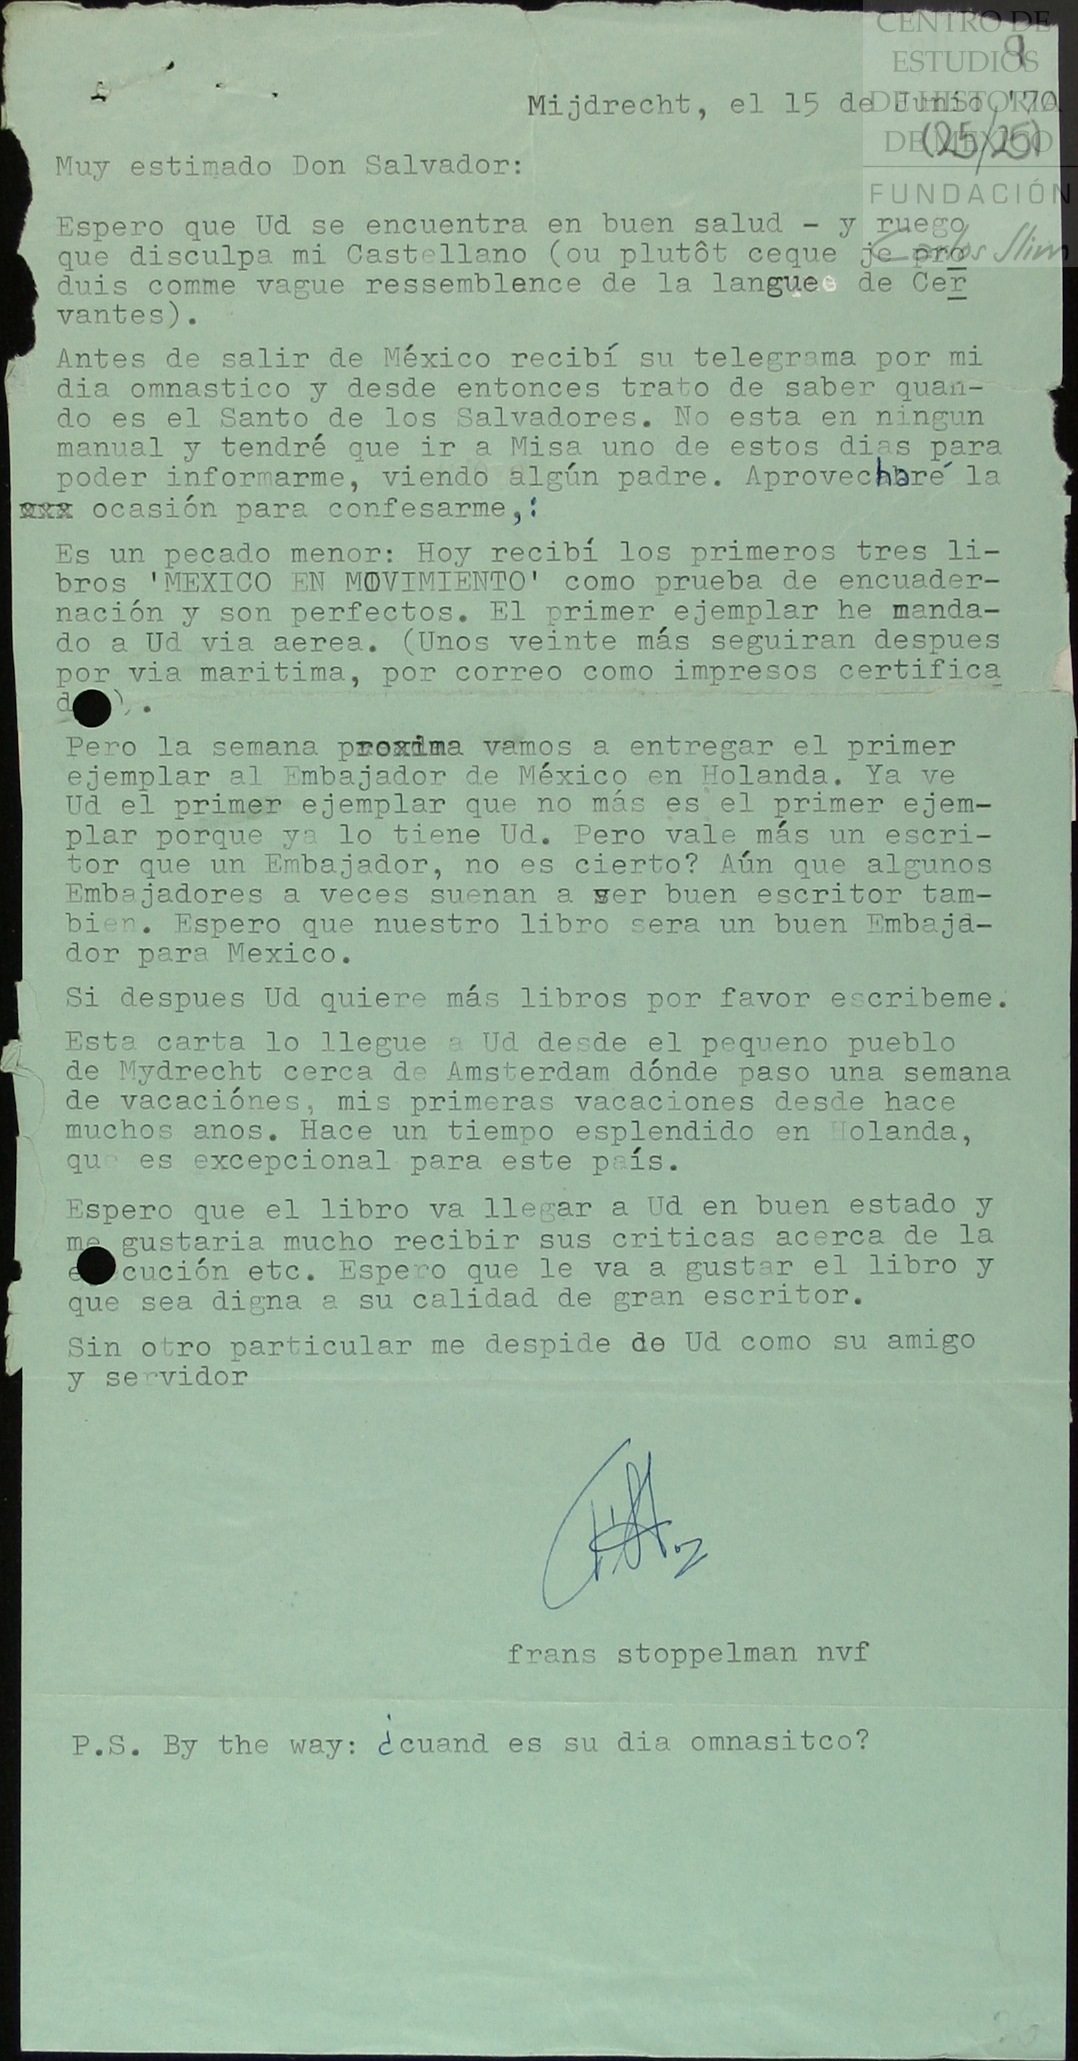 CENTRO DE
ESTUDIOS
DE HISTORIA
DE MEXICO
FUNDACIÓN
Carlos Slim
9
Mijdrecht, el 15 de Junio '70
(25/25)
Muy estimado Don Salvador:
Espero que Ud se encuentra en buen salud - y ruego
que disculpa mi Castellano (ou plutôt ceque je pro
duis comme vague ressemblence de la langue de Cer
vantes).
Antes de salir de México recibí su telegrama por mi
dia omnastico y desde entonces trato de saber quan-
do es el Santo de los Salvadores. No esta en ningun
manual y tendré que ir a Misa uno de estos dias para
poder informarme, viendo algún padre. Aprovecharé la
xxx ocasión para confesarme,:
Es un pecado menor: Hoy recibí los primeros tres li-
bros 'MEXICO EN MOVIMIENTO' como prueba de encuader-
nación y son perfectos. El primer ejemplar he manda-
do a Ud via aerea. (Unos veinte más seguiran despues
por via maritima, por correo como impresos certifica
d ).
Pero la semana proxima vamos a entregar el primer
ejemplar al Embajador de México en Holanda. Ya ve
Ud el primer ejemplar que no más es el primer ejem-
plar porque ya lo tiene Ud. Pero vale más un escri-
tor que un Embajador, no es cierto? Aún que algunos
Embajadores a veces suenan a ser buen escritor tam-
bien. Espero que nuestro libro sera un buen Embaja-
dor para Mexico.
Si despues Ud quiere más libros por favor escribeme.
Esta carta lo llegue a Ud desde el pequeno pueblo
de Mydrecht cerca de Amsterdam dónde paso una semana
de vacaciónes, mis primeras vacaciones desde hace
muchos anos. Hace un tiempo esplendido en Holanda,
que es excepcional para este país.
Espero que el libro va llegar a Ud en buen estado y
me gustaria mucho recibir sus criticas acerca de la
e cución etc. Espero que le va a gustar el libro y
que sea digna a su calidad de gran escritor.
Sin otro particular me despide de Ud como su amigo
y servidor
frans stoppelman nvf
P.S. By the way: ¿cuand es su dia omnasitco?